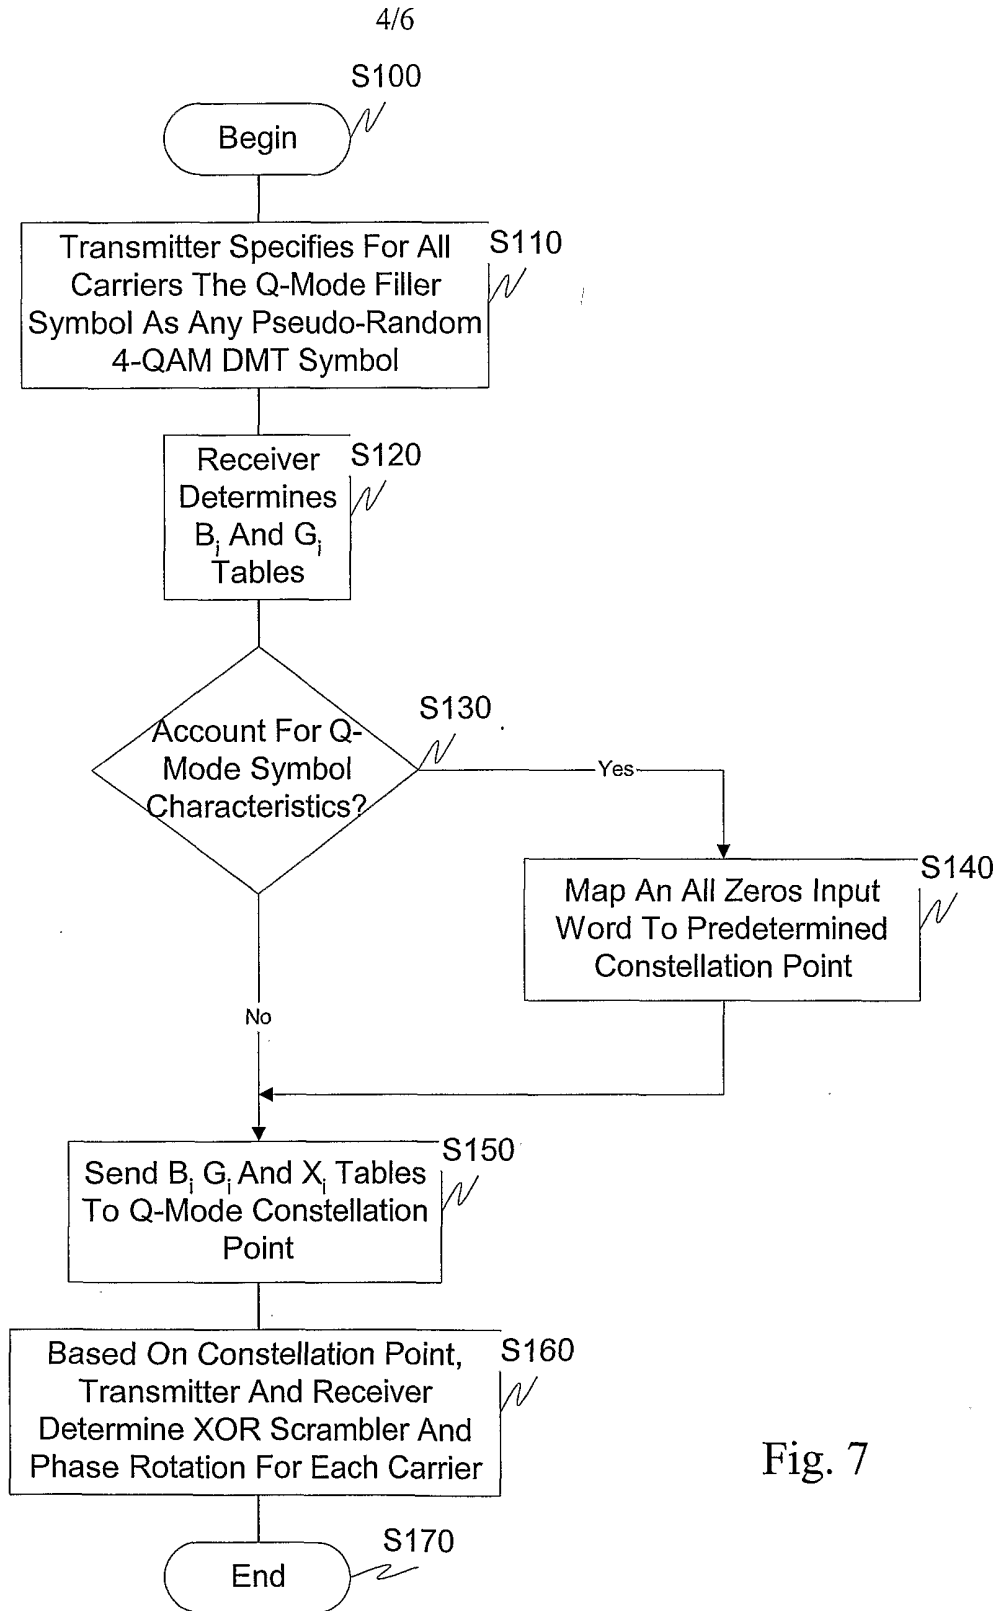 4/6
S100
Begin
S110
Transmitter Specifies For All
Carriers The Q-Mode Filler
Symbol As Any Pseudo-Random
4-QAM DMT Symbol
S120
Receiver
Determines
Bi And Gi
Tables
S130
Account For Q-
Mode Symbol
Characteristics?
Yes
S140
Map An All Zeros Input
Word To Predetermined
Constellation Point
No
S150
Send Bi Gi And Xi Tables
To Q-Mode Constellation
Point
S160
Based On Constellation Point,
Transmitter And Receiver
Determine XOR Scrambler And
Phase Rotation For Each Carrier
Fig. 7
S170
End